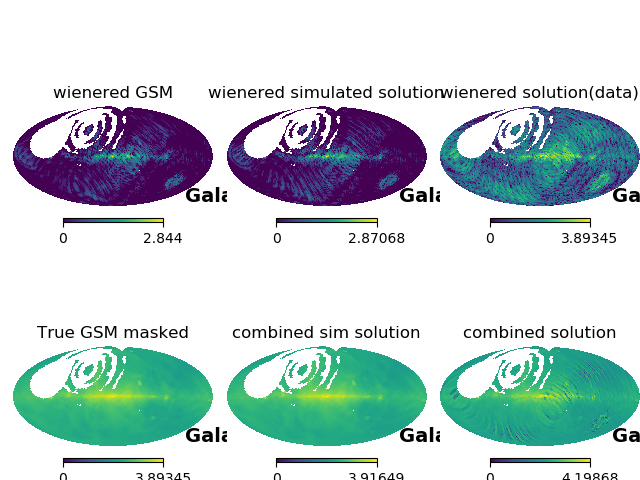 wienered GSM wienered simulated solution wienered solution(data)
Gala Gala Ga
0 2.844 0 2.87068 0 3.89345
True GSM masked combined sim solution combined solution
Gala Gala Ga
0 3.89345 0 3.91649 0 4.19868